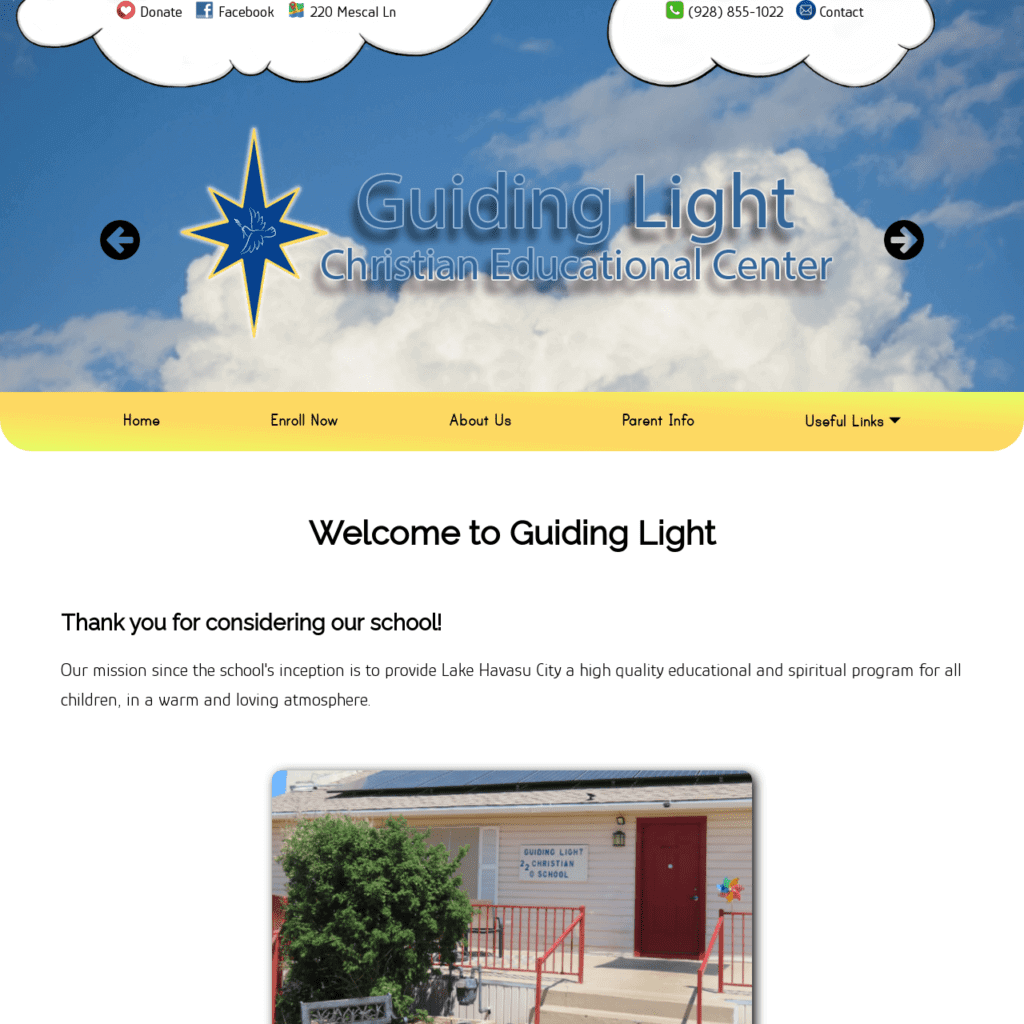 Donate Facebook 220 Mescal Ln (928) 855-1022 Contact
Guiding Light
Christian Educational Center
Home Enroll Now About Us Parent Info Useful Links
Welcome to Guiding Light
Thank you for considering our school!
Our mission since the school's inception is to provide Lake Havasu City a high quality educational and spiritual program for all
children, in a warm and loving atmosphere.
GUIDING LIGHT
22 CHRISTIAN
0 SCHOOL